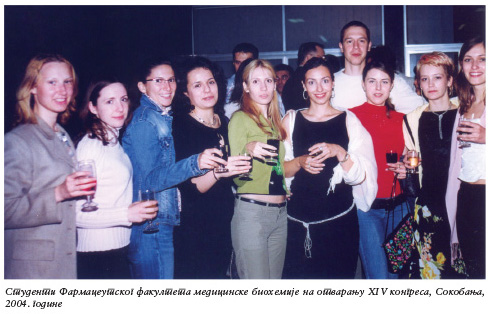 Студенти Фармацеутског факултета медицинске биохемије на отварању XIV конгреса, Сокобања,
2004. године